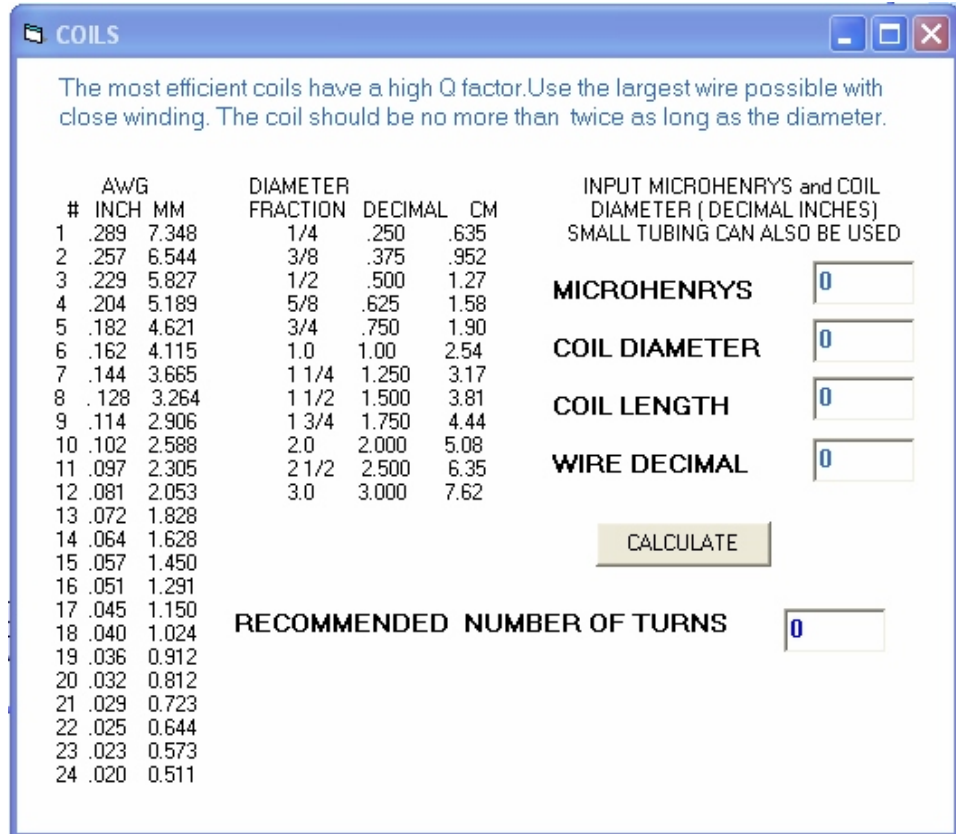 COILS
The most efficient coils have a high Q factor.Use the largest wire possible with
close winding. The coil should be no more than twice as long as the diameter.
AWG
# INCH MM
1 .289 7.348
2 .257 6.544
3 .229 5.827
4 .204 5.189
5 .182 4.621
6 .162 4.115
7 .144 3.665
8 . 128 3.264
9 .114 2.906
10 .102 2.588
11 .097 2.305
12 .081 2.053
13 .072 1.828
14 .064 1.628
15 .057 1.450
16 .051 1.291
17 .045 1.150
18 .040 1.024
19 .036 0.912
20 .032 0.812
21 .029 0.723
22 .025 0.644
23 .023 0.573
24 .020 0.511
DIAMETER
FRACTION DECIMAL CM
1/4 .250 .635
3/8 .375 .952
1/2 .500 1.27
5/8 .625 1.58
3/4 .750 1.90
1.0 1.00 2.54
1 1/4 1.250 3.17
1 1/2 1.500 3.81
1 3/4 1.750 4.44
2.0 2.000 5.08
2 1/2 2.500 6.35
3.0 3.000 7.62
INPUT MICROHENRYS and COIL
DIAMETER ( DECIMAL INCHES)
SMALL TUBING CAN ALSO BE USED
MICROHENRYS 0
COIL DIAMETER 0
COIL LENGTH 0
WIRE DECIMAL 0
CALCULATE
RECOMMENDED NUMBER OF TURNS 0